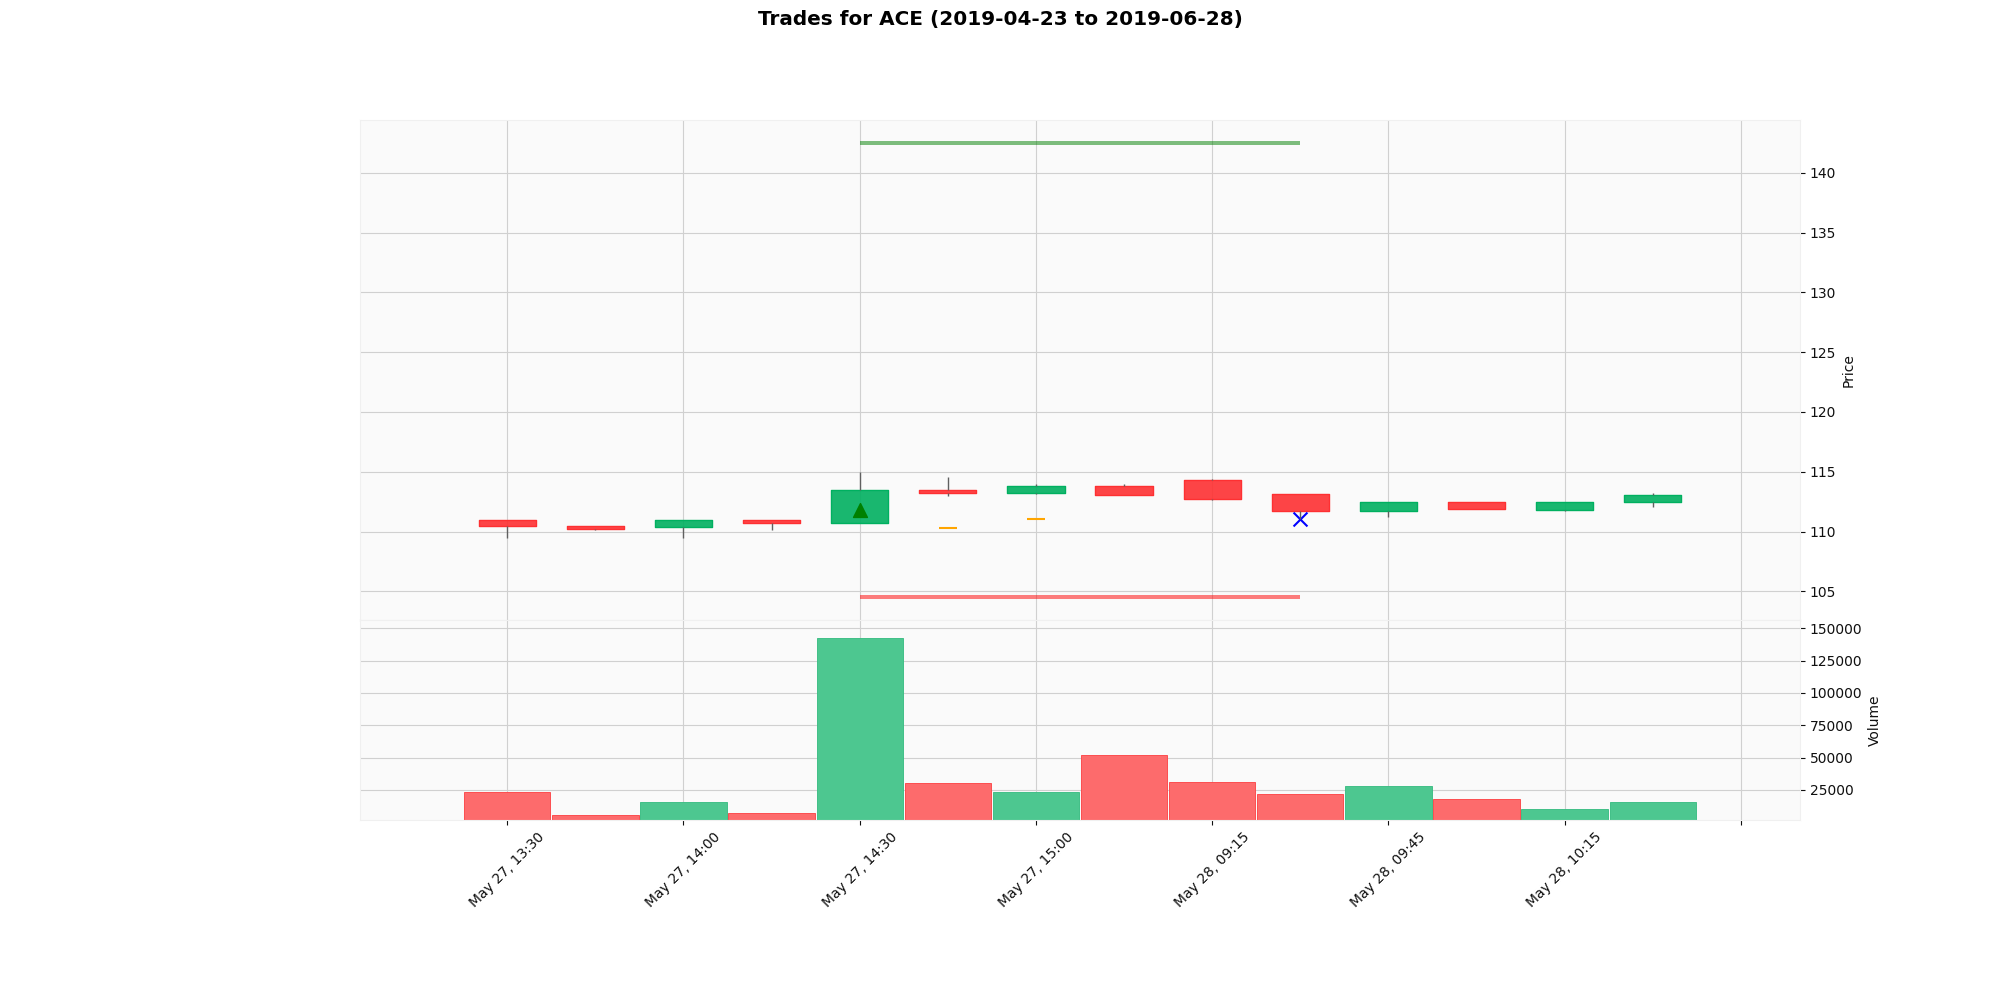 Trades for ACE (2019-04-23 to 2019-06-28)
140
135
130
125
120
115
110
105
Price
150000
125000
100000
75000
50000
25000
Volume
May 27, 13:30
May 27, 14:00
May 27, 14:30
May 27, 15:00
May 28, 09:15
May 28, 09:45
May 28, 10:15